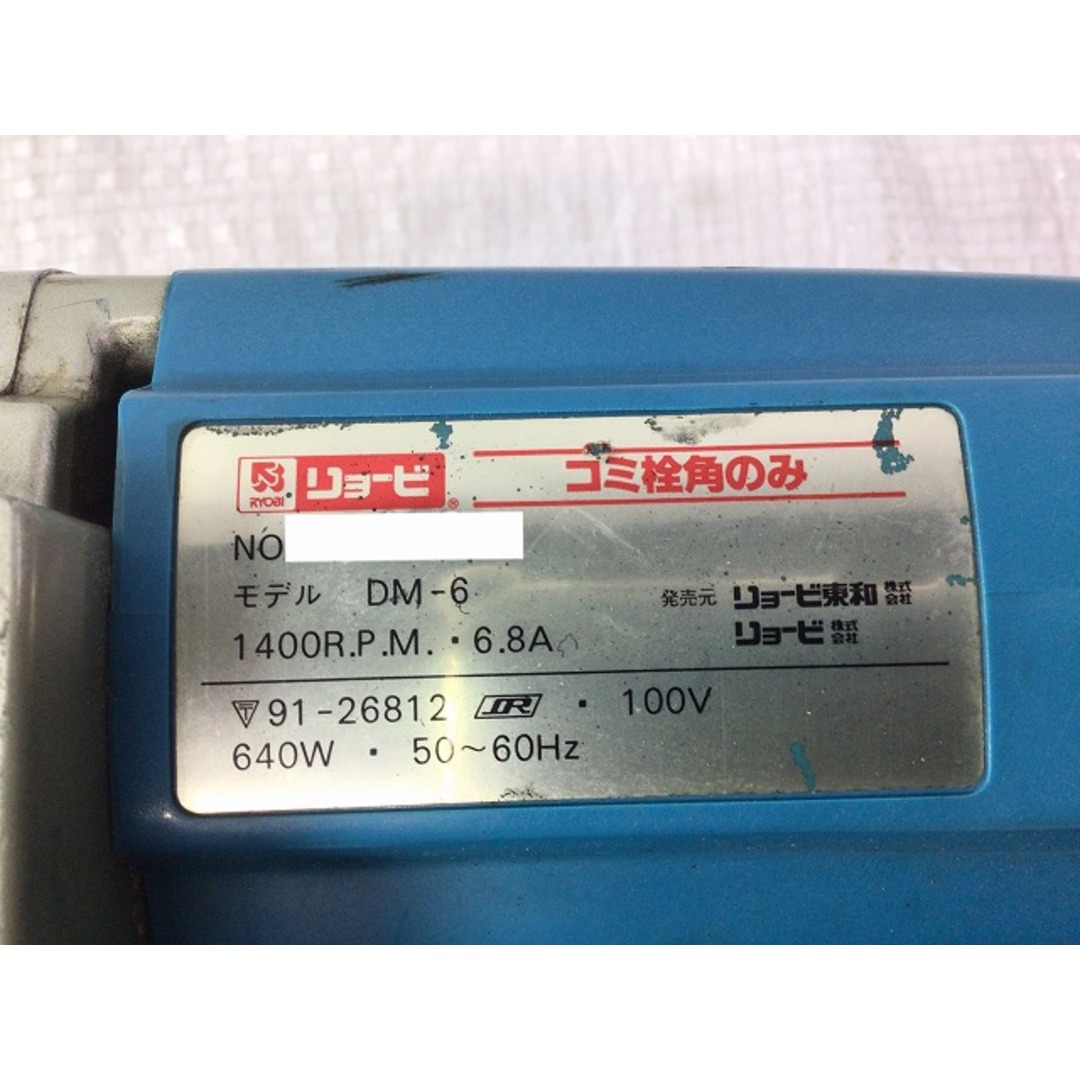 RYOBI リョービ® コミ栓角のみ
NO
モデル DM-6
1400R.P.M. · 6.8A
発売元 リョービ東和 株式会社
リョービ 株式会社
91-26812 · 100V
640W · 50~60Hz